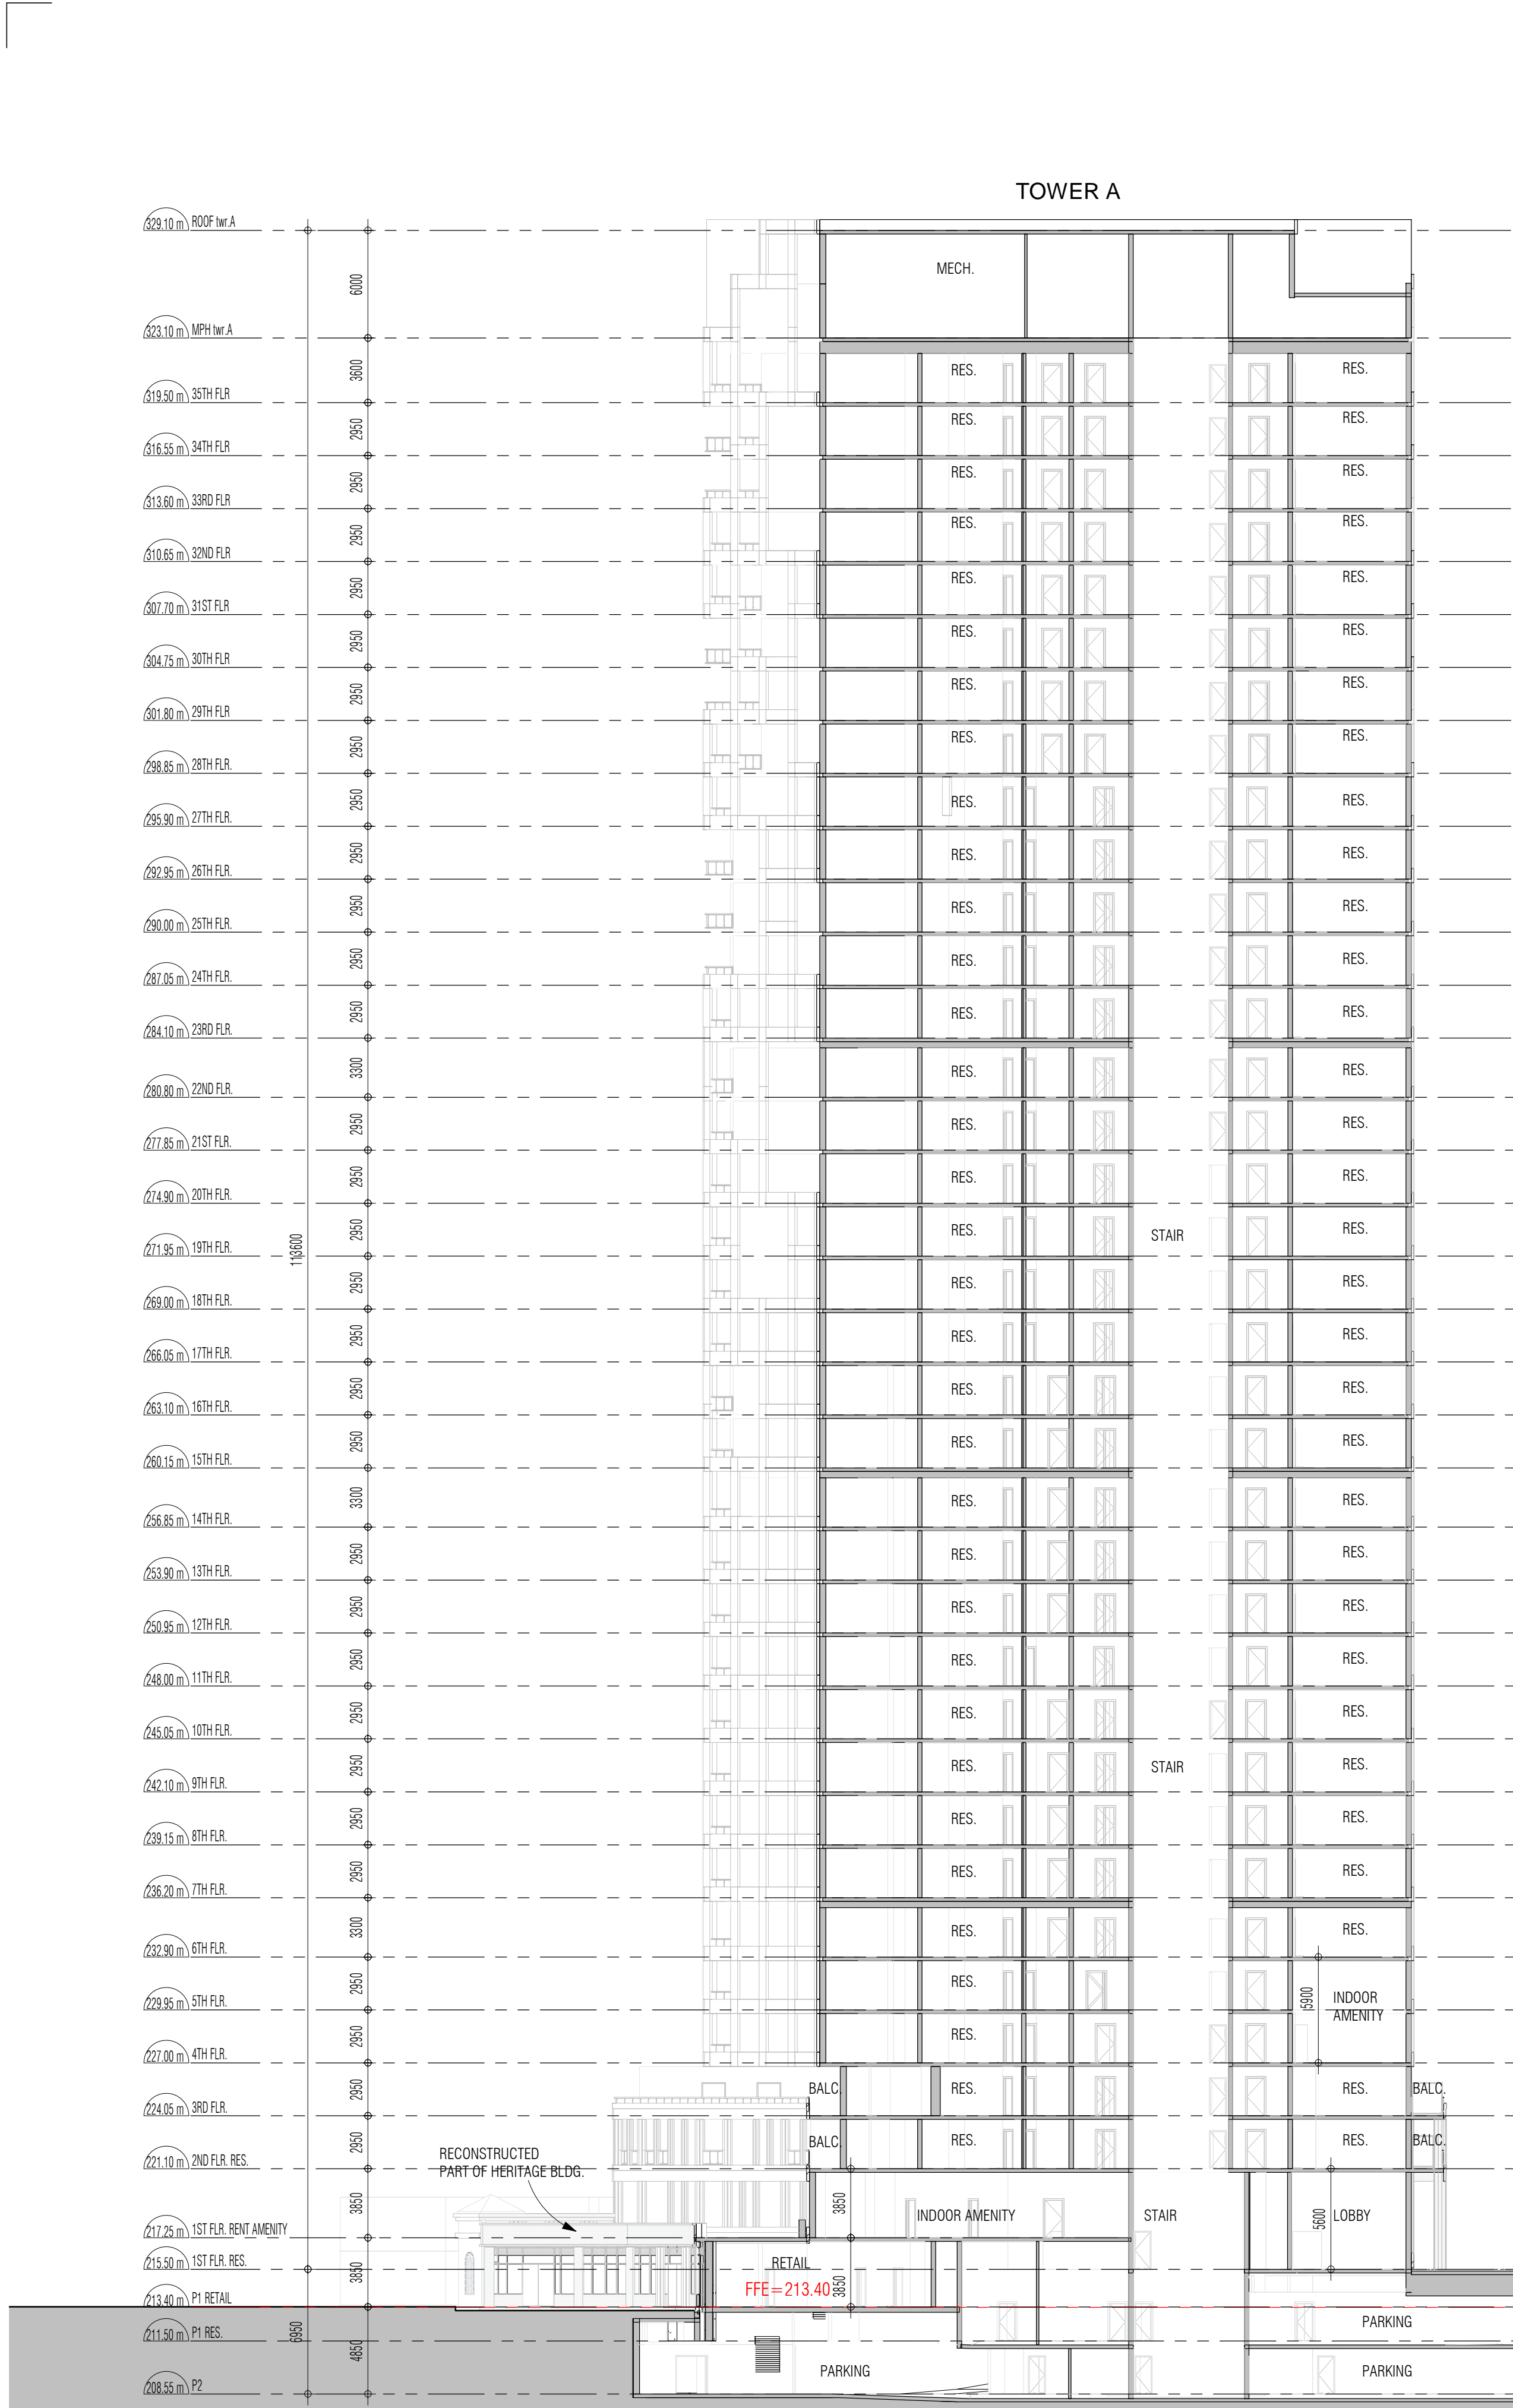 TOWER A
329.10 m ROOF twr.A
MECH.
6000
323.10 m MPH twr.A
3600
RES. RES.
319.50 m 35TH FLR
2950
RES. RES.
316.55 m 34TH FLR
2950
RES. RES.
313.60 m 33RD FLR
2950
RES. RES.
310.65 m 32ND FLR
2950
RES. RES.
307.70 m 31ST FLR
2950
RES. RES.
304.75 m 30TH FLR
2950
RES. RES.
301.80 m 29TH FLR
2950
RES. RES.
298.85 m 28TH FLR.
2950
RES. RES.
295.90 m 27TH FLR.
2950
RES. RES.
292.95 m 26TH FLR.
2950
RES. RES.
290.00 m 25TH FLR.
2950
RES. RES.
287.05 m 24TH FLR.
2950
RES. RES.
284.10 m 23RD FLR.
3300
RES. RES.
280.80 m 22ND FLR.
2950
RES. RES.
277.85 m 21ST FLR.
2950
RES. RES.
274.90 m 20TH FLR.
2950
RES. STAIR RES.
271.95 m 19TH FLR.
113600
2950
RES. RES.
269.00 m 18TH FLR.
2950
RES. RES.
266.05 m 17TH FLR.
2950
RES. RES.
263.10 m 16TH FLR.
2950
RES. RES.
260.15 m 15TH FLR.
3300
RES. RES.
256.85 m 14TH FLR.
2950
RES. RES.
253.90 m 13TH FLR.
2950
RES. RES.
250.95 m 12TH FLR.
2950
RES. RES.
248.00 m 11TH FLR.
2950
RES. RES.
245.05 m 10TH FLR.
2950
RES. STAIR RES.
242.10 m 9TH FLR.
2950
RES. RES.
239.15 m 8TH FLR.
2950
RES. RES.
236.20 m 7TH FLR.
3300
RES. RES.
232.90 m 6TH FLR.
2950
RES.
5900
INDOOR
AMENITY
229.95 m 5TH FLR.
2950
RES.
227.00 m 4TH FLR.
2950
BALC. RES. RES. BALC.
224.05 m 3RD FLR.
2950
BALC. RES. RES. BALC.
RECONSTRUCTED
PART OF HERITAGE BLDG.
221.10 m 2ND FLR. RES.
3850
3850
INDOOR AMENITY STAIR
5600
LOBBY
217.25 m 1ST FLR. RENT AMENITY
215.50 m 1ST FLR. RES.
3850
RETAIL
FFE=213.40
3850
213.40 m P1 RETAIL
PARKING
211.50 m P1 RES.
6950
4850
PARKING PARKING
208.55 m P2